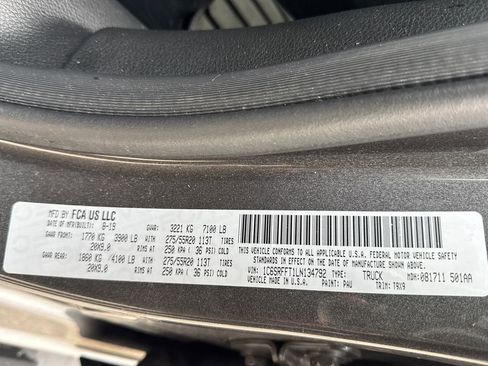 MFD BY FCA US LLC
DATE OF MFR(BUILT): 8-19 GVWR: 3221 KG 7100 LB
GAWR FRONT: 1770 KG 3900 LB WITH 275/55R20 113T TIRES
20X9.0 RIMS AT 250 KPA ( 36 PSI) COLD
GAWR REAR: 1860 KG/4100 LB WITH 275/55R20 113T TIRES
20X9.0 RIMS AT 250 KPA ( 36 PSI) COLD
THIS VEHICLE CONFORMS TO ALL APPLICABLE U.S.A. FEDERAL MOTOR VEHICLE SAFETY
STANDARDS IN EFFECT ON THE DATE OF MANUFACTURE SHOWN ABOVE.
VIN: 1C6SRFFT1LN134792 TYPE: TRUCK MDH: 081711 501AA
VEHICLE MADE IN U.S.A. PAINT: PAU TRIM: T9X9